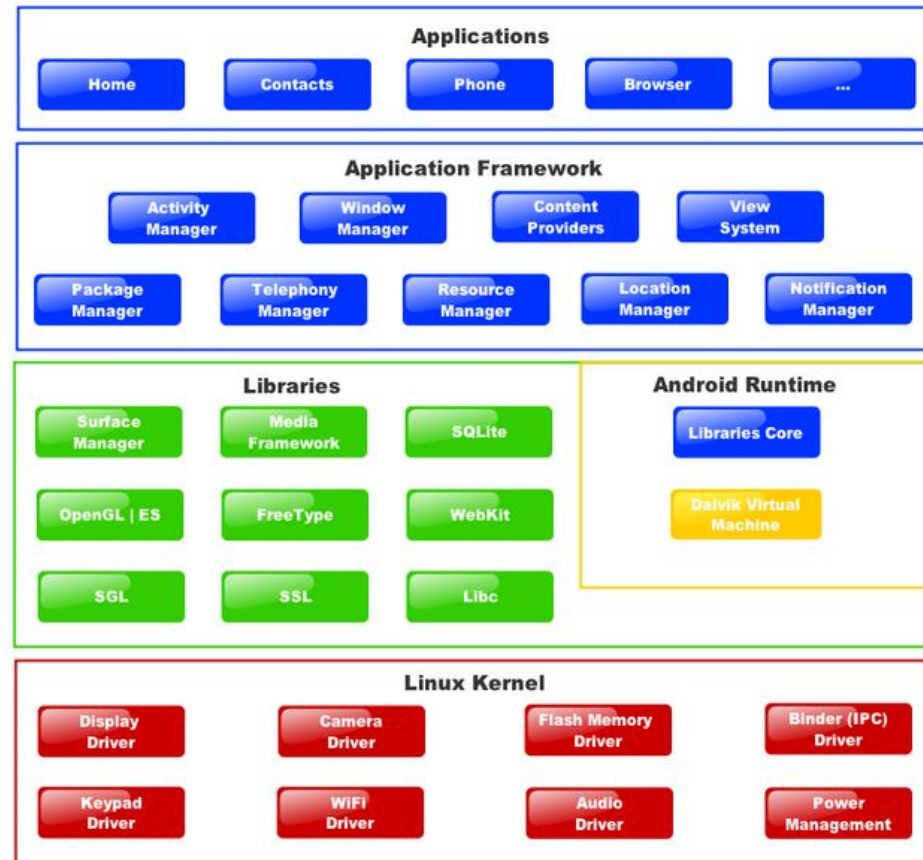 Applications
Home
Contacts
Phone
Browser
...
Application Framework
Activity
Manager
Window
Manager
Content
Providers
View
System
Package
Manager
Telephony
Manager
Resource
Manager
Location
Manager
Notification
Manager
Libraries
Surface
Manager
Media
Framework
SQLite
OpenGL | ES
FreeType
WebKit
SGL
SSL
Libc
Android Runtime
Libraries Core
Dalvik Virtual
Machine
Linux Kernel
Display
Driver
Camera
Driver
Flash Memory
Driver
Binder (IPC)
Driver
Keypad
Driver
WiFi
Driver
Audio
Driver
Power
Management